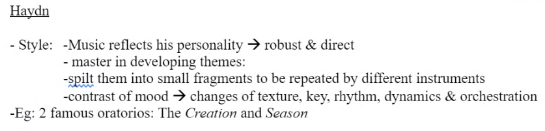 Haydn
- Style: -Music reflects his personality → robust & direct
- master in developing themes:
-spilt them into small fragments to be repeated by different instruments
-contrast of mood → changes of texture, key, rhythm, dynamics & orchestration
-Eg: 2 famous oratorios: The Creation and Season